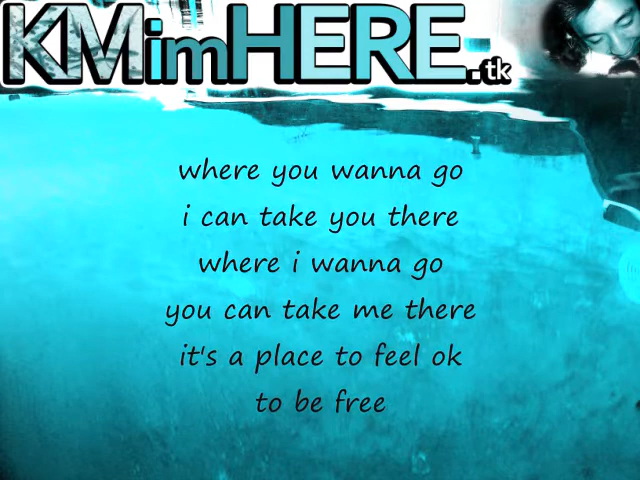 KMimHERE.tk
where you wanna go
i can take you there
where i wanna go
you can take me there
it's a place to feel ok
to be free